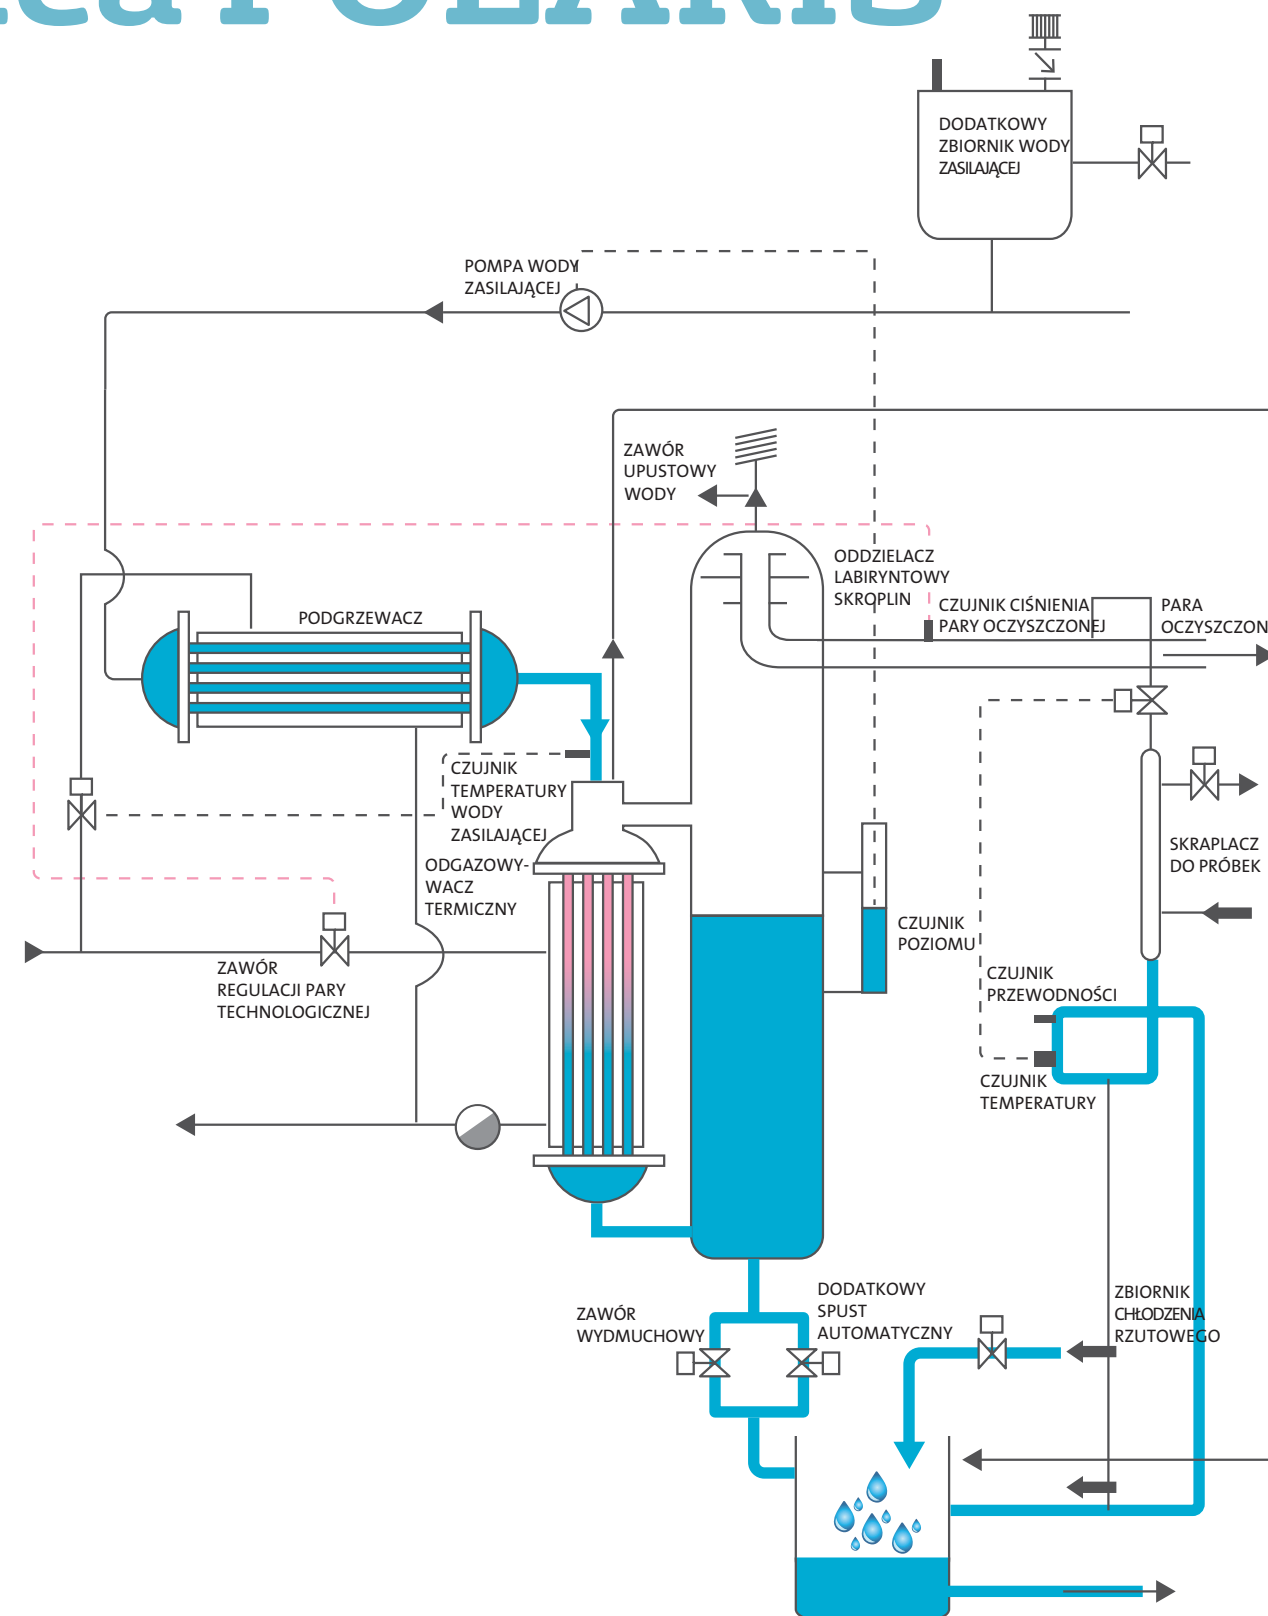 POLARIS
DODATKOWY
ZBIORNIK WODY
ZASILAJĄCEJ
POMPA WODY
ZASILAJĄCEJ
ZAWÓR
UPUSTOWY
WODY
ODDZIELACZ
LABIRYNTOWY
SKROPLIN
CZUJNIK CIŚNIENIA
PARY OCZYSZCZONEJ
PARA
OCZYSZCZON
PODGRZEWACZ
CZUJNIK
TEMPERATURY
WODY
ZASILAJĄCEJ
ODGAZOWY-
WACZ
TERMICZNY
SKRAPLACZ
DO PRÓBEK
CZUJNIK
POZIOMU
ZAWÓR
REGULACJI PARY
TECHNOLOGICZNEJ
CZUJNIK
PRZEWODNOŚCI
CZUJNIK
TEMPERATURY
ZAWÓR
WYDMUCHOWY
DODATKOWY
SPUST
AUTOMATYCZNY
ZBIORNIK
CHŁODZENIA
RZUTOWEGO